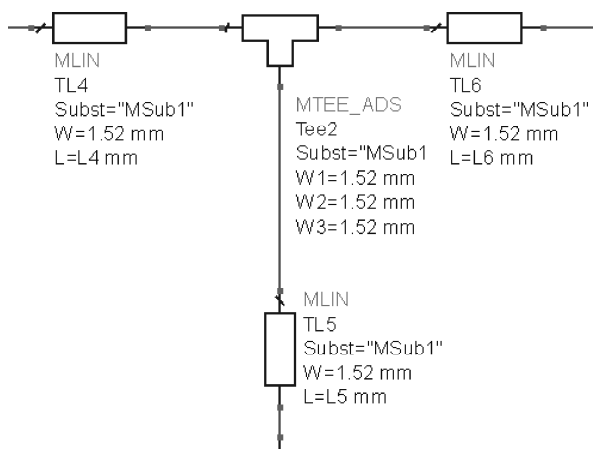 MLIN
TL4
Subst="MSub1"
W=1.52 mm
L=L4 mm
MTEE_ADS
Tee2
Subst="MSub1
W1=1.52 mm
W2=1.52 mm
W3=1.52 mm
MLIN
TL6
Subst="MSub1"
W=1.52 mm
L=L6 mm
MLIN
TL5
Subst="MSub1"
W=1.52 mm
L=L5 mm